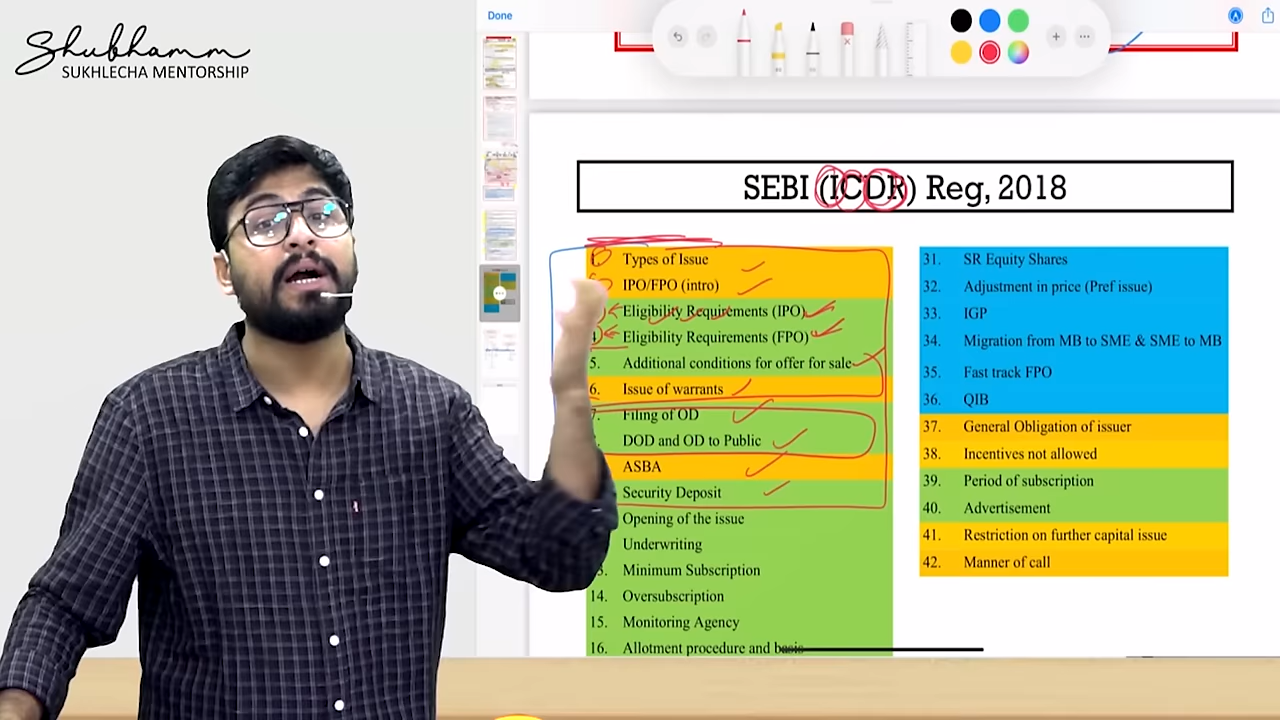 Shubhamm
SUKHLECHA MENTORSHIP
Done
SEBI (ICDR) Reg, 2018
1. Types of Issue
IPO/FPO (intro)
Eligibility Requirements (IPO)
4. Eligibility Requirements (FPO)
5. Additional conditions for offer for sale
6. Issue of warrants
7. Filing of OD
DOD and OD to Public
ASBA
Security Deposit
Opening of the issue
Underwriting
Minimum Subscription
14. Oversubscription
15. Monitoring Agency
16. Allotment procedure and basis
31. SR Equity Shares
32. Adjustment in price (Pref issue)
33. IGP
34. Migration from MB to SME & SME to MB
35. Fast track FPO
36. QIB
37. General Obligation of issuer
38. Incentives not allowed
39. Period of subscription
40. Advertisement
41. Restriction on further capital issue
42. Manner of call